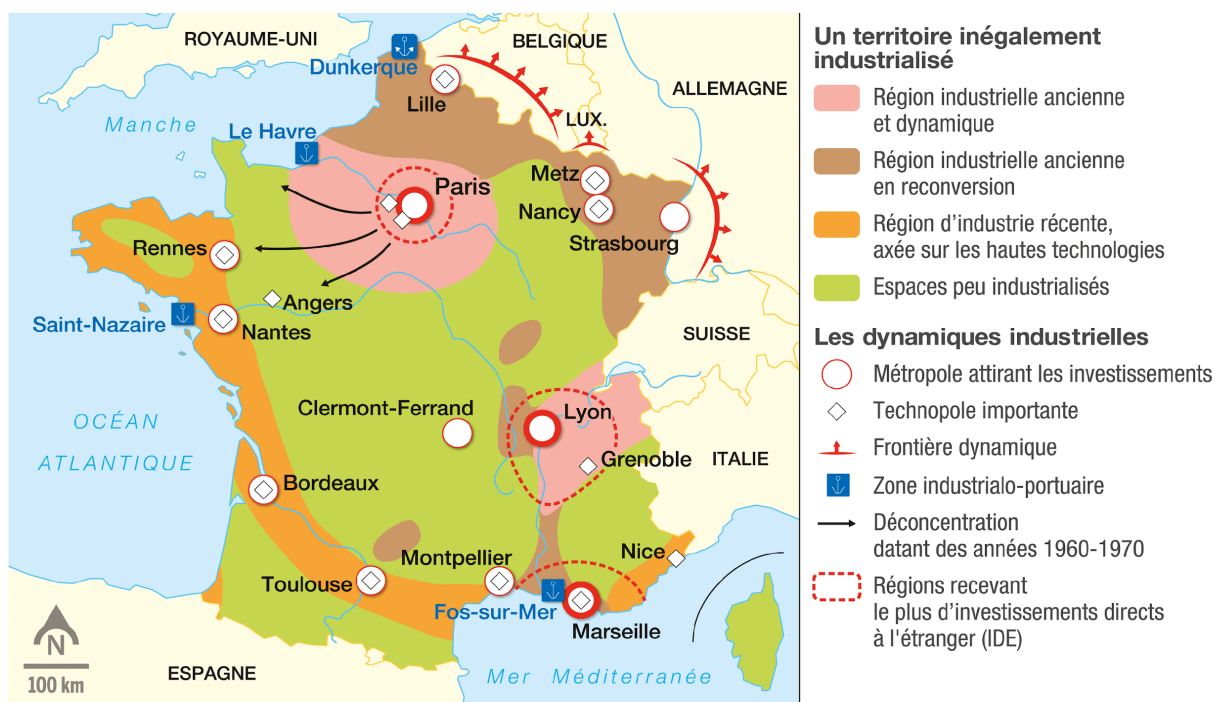 ROYAUME-UNI
BELGIQUE
Dunkerque
ALLEMAGNE
Lille
LUX.
Manche
Le Havre
Metz
Paris
Nancy
Rennes
Strasbourg
Angers
Saint-Nazaire
Nantes
SUISSE
Clermont-Ferrand
Lyon
OCÉAN
ATLANTIQUE
Grenoble
ITALIE
Bordeaux
Nice
Montpellier
Toulouse
Fos-sur-Mer
Marseille
N
ESPAGNE
Mer Méditerranée
100 km
Un territoire inégalement
industrialisé
Région industrielle ancienne
et dynamique
Région industrielle ancienne
en reconversion
Région d'industrie récente,
axée sur les hautes technologies
Espaces peu industrialisés
Les dynamiques industrielles
Métropole attirant les investissements
Technopole importante
Frontière dynamique
Zone industrialo-portuaire
Déconcentration
datant des années 1960-1970
Régions recevant
le plus d'investissements directs
à l'étranger (IDE)